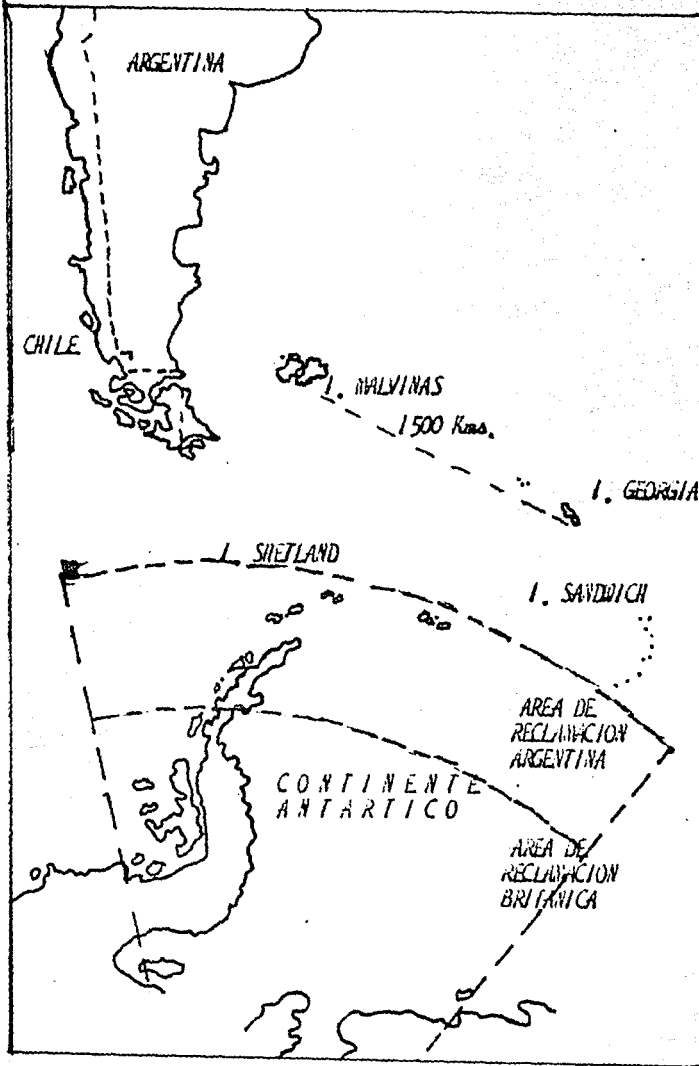 ARGENTINA
CHILE
I. MALVINAS
1500 Kms.
I. GEORGIA
I. SHETLAND
I. SANDWICH
AREA DE
RECLAMACION
ARGENTINA
CONTINENTE
ANTARTICO
AREA DE
RECLAMACION
BRITANICA